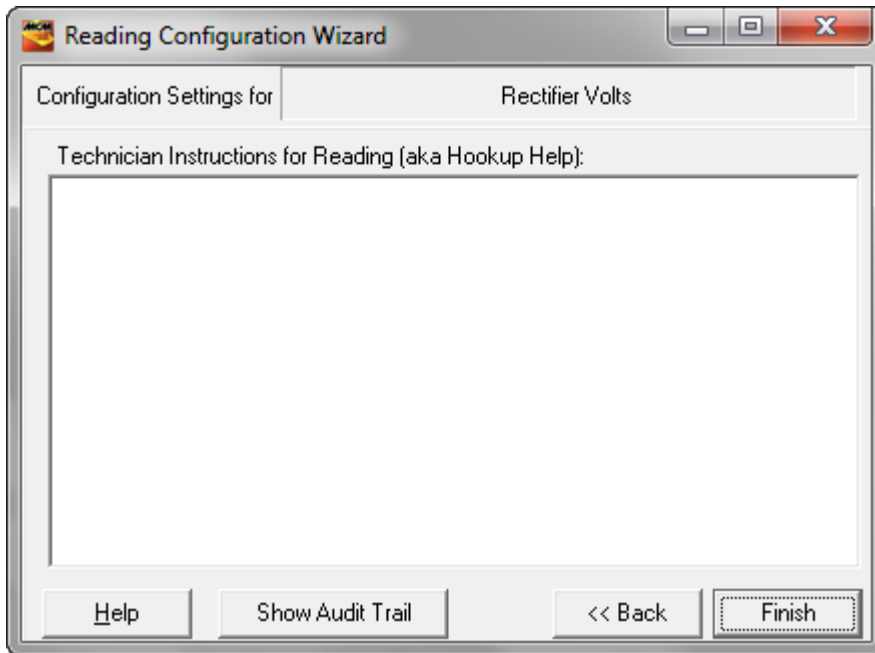 MCM
Reading Configuration Wizard
Configuration Settings for Rectifier Volts
Technician Instructions for Reading (aka Hookup Help):
Help Show Audit Trail << Back Finish